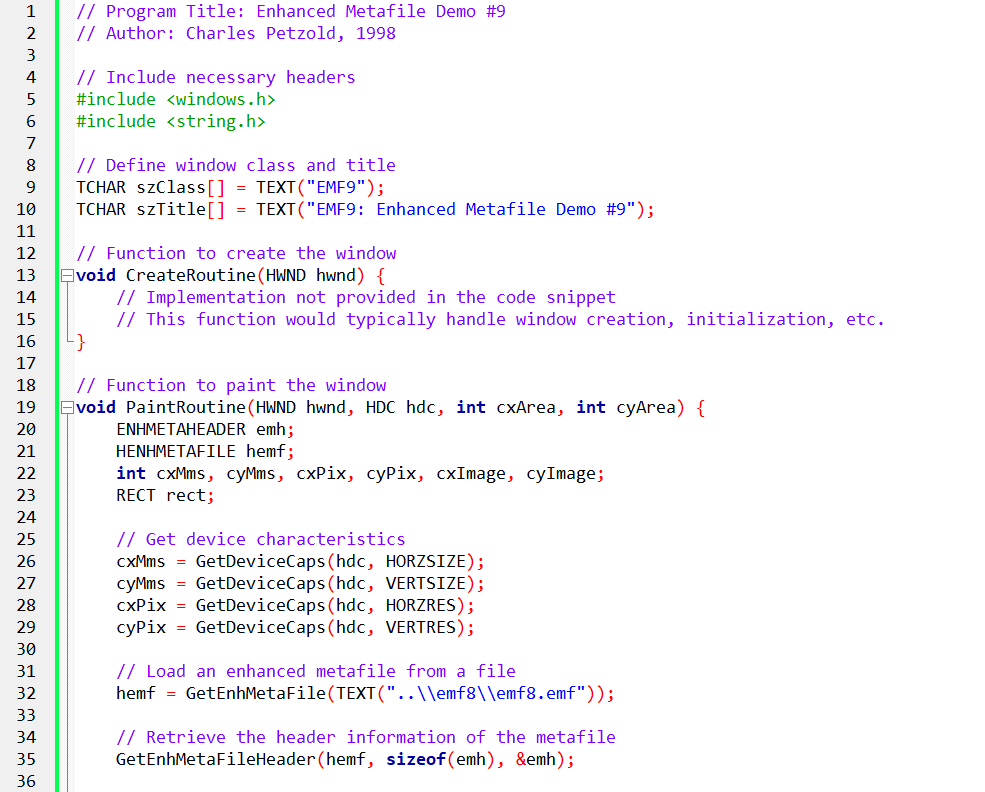 1 // Program Title: Enhanced Metafile Demo #9
2 // Author: Charles Petzold, 1998
3
4 // Include necessary headers
5 #include <windows.h>
6 #include <string.h>
7
8 // Define window class and title
9 TCHAR szClass[] = TEXT("EMF9");
10 TCHAR szTitle[] = TEXT("EMF9: Enhanced Metafile Demo #9");
11
12 // Function to create the window
13 void CreateRoutine(HWND hwnd) {
14     // Implementation not provided in the code snippet
15     // This function would typically handle window creation, initialization, etc.
16 }
17
18 // Function to paint the window
19 void PaintRoutine(HWND hwnd, HDC hdc, int cxArea, int cyArea) {
20     ENHMETAHEADER emh;
21     HENHMETAFILE hemf;
22     int cxMms, cyMms, cxPix, cyPix, cxImage, cyImage;
23     RECT rect;
24
25     // Get device characteristics
26     cxMms = GetDeviceCaps(hdc, HORZSIZE);
27     cyMms = GetDeviceCaps(hdc, VERTSIZE);
28     cxPix = GetDeviceCaps(hdc, HORZRES);
29     cyPix = GetDeviceCaps(hdc, VERTRES);
30
31     // Load an enhanced metafile from a file
32     hemf = GetEnhMetaFile(TEXT("..\\emf8\\emf8.emf"));
33
34     // Retrieve the header information of the metafile
35     GetEnhMetaFileHeader(hemf, sizeof(emh), &emh);
36